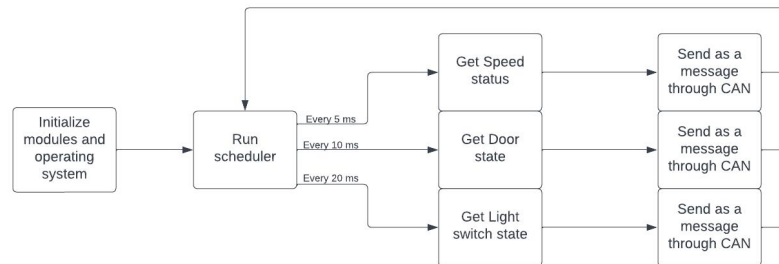 Initialize
modules and
operating
system
Run
scheduler
Every 5 ms
Every 10 ms
Every 20 ms
Get Speed
status
Send as a
message
through CAN
Get Door
state
Send as a
message
through CAN
Get Light
switch state
Send as a
message
through CAN